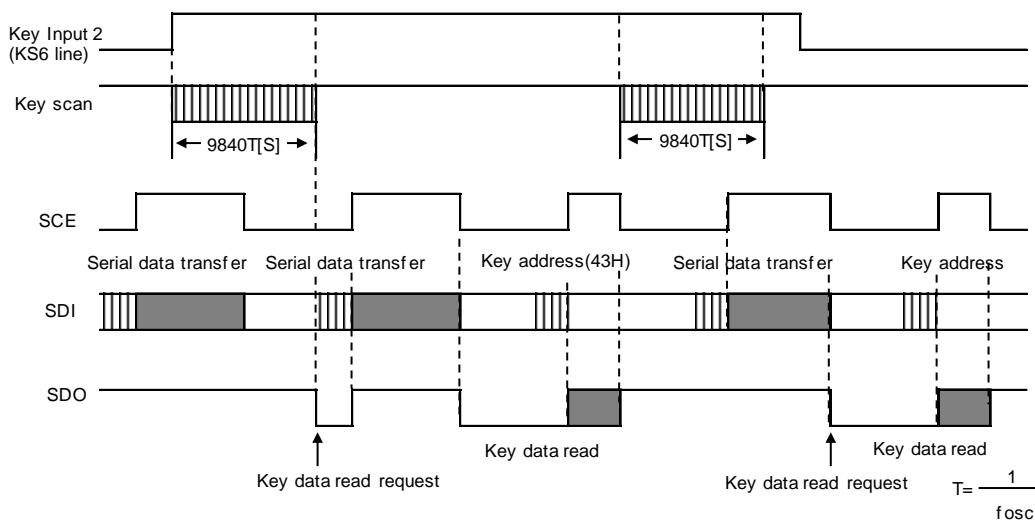 Key Input 2
(KS6 line)
Key scan
9840T[S]
9840T[S]
SCE
Serial data transfer
Serial data transfer
Key address(43H)
Serial data transfer
Key address
SDI
SDO
Key data read
Key data read
Key data read request
Key data read request
T= 1
fosc